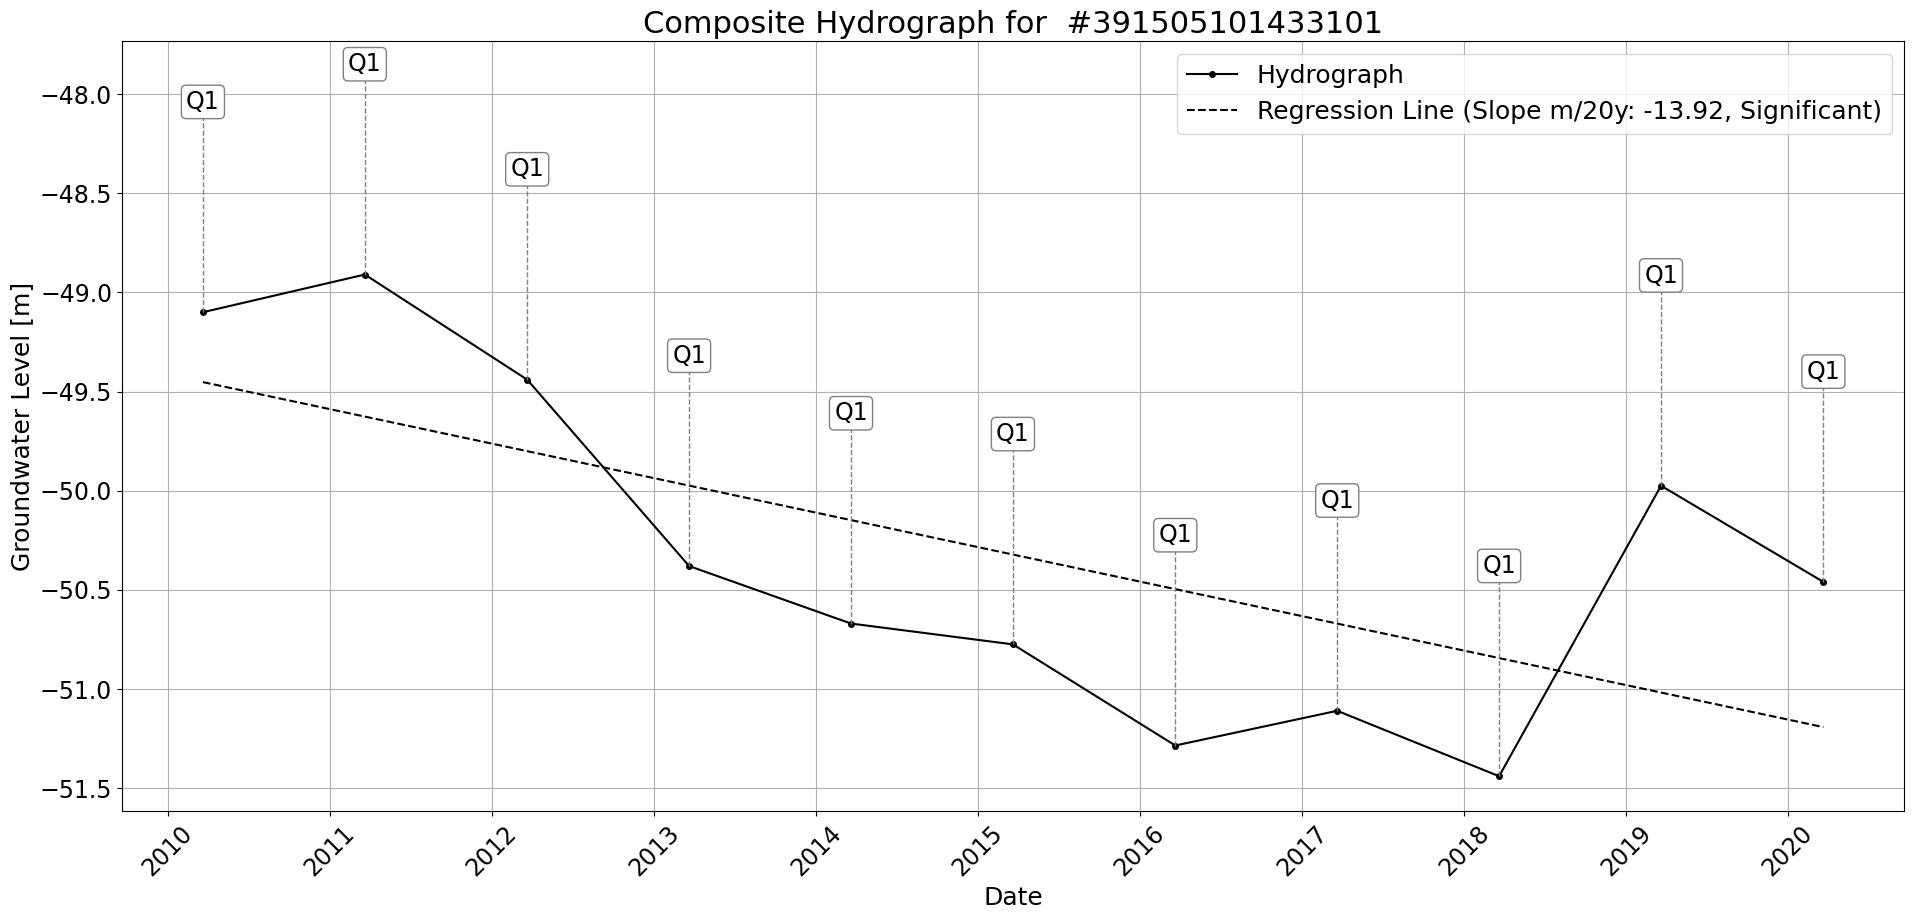 Composite Hydrograph for  #391505101433101
Hydrograph
Regression Line (Slope m/20y: -13.92, Significant)
Q1
Q1
Q1
Q1
Q1
Q1
Q1
Q1
Q1
Q1
Q1
Groundwater Level [m]
−48.0
−48.5
−49.0
−49.5
−50.0
−50.5
−51.0
−51.5
2010
2011
2012
2013
2014
2015
2016
2017
2018
2019
2020
Date